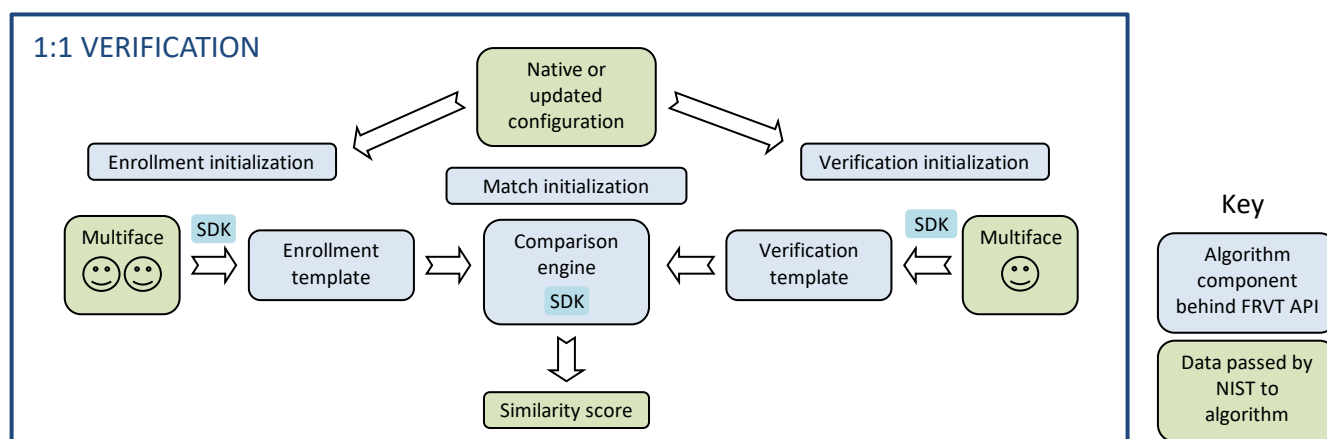 1:1 VERIFICATION
Native or
updated
configuration
Enrollment initialization
Verification initialization
Match initialization
Multiface
SDK
Enrollment
template
Comparison
engine
SDK
Verification
template
SDK
Multiface
Similarity score
Key
Algorithm
component
behind FRVT API
Data passed by
NIST to
algorithm